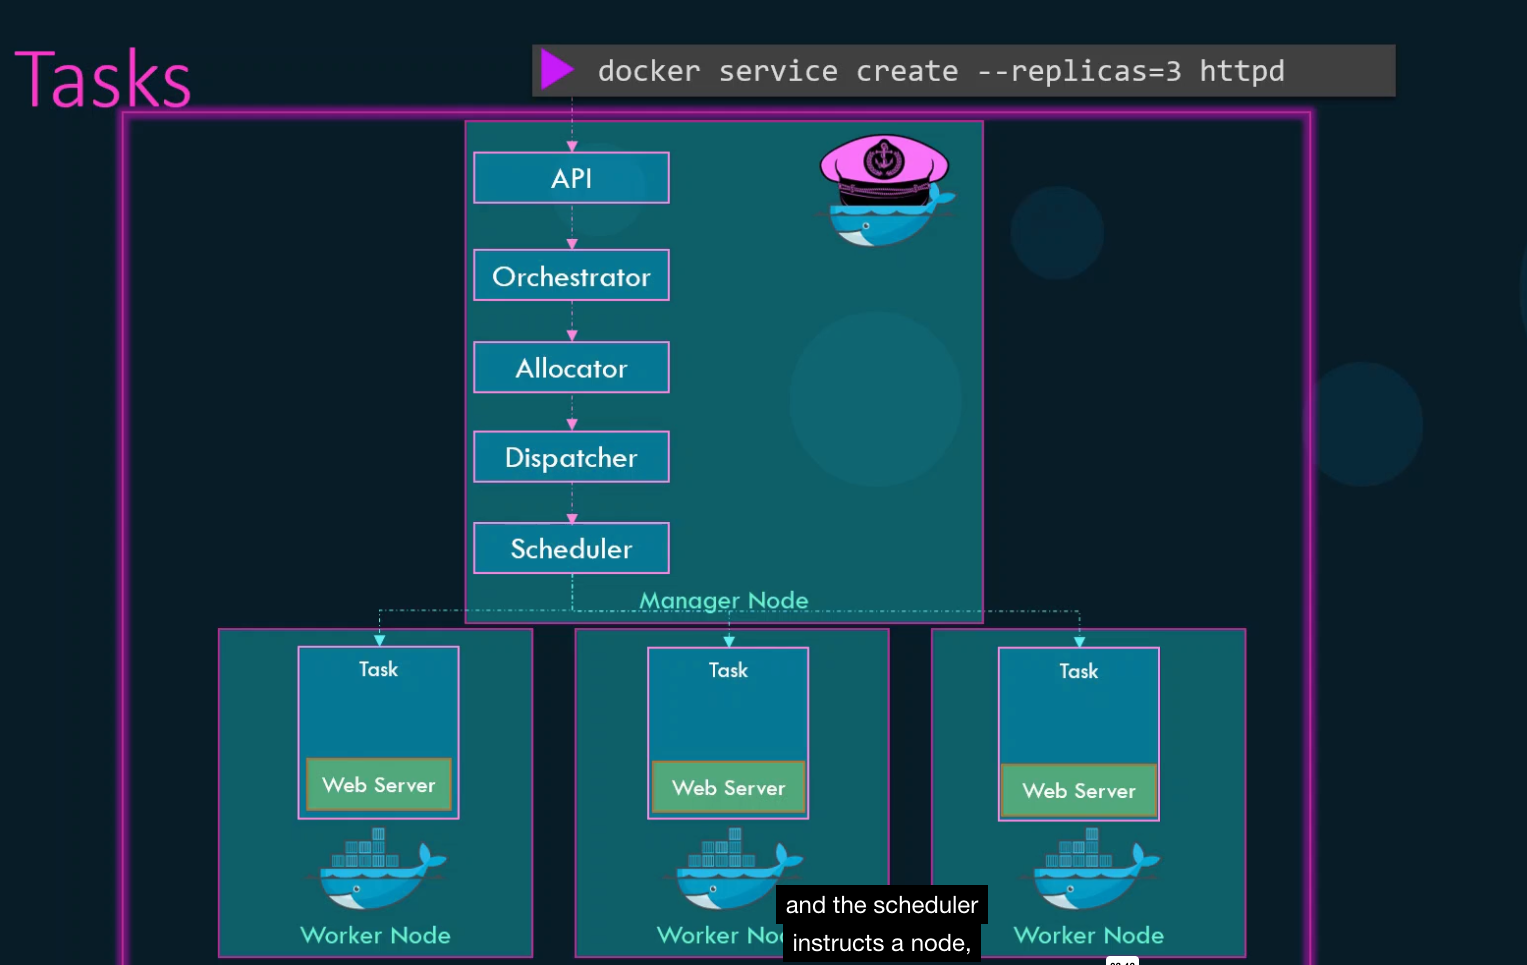 Tasks
docker service create --replicas=3 httpd
API
Orchestrator
Allocator
Dispatcher
Scheduler
Manager Node
Task
Task
Task
Web Server
Web Server
Web Server
and the scheduler
instructs a node,
Worker Node
Worker No
Worker Node